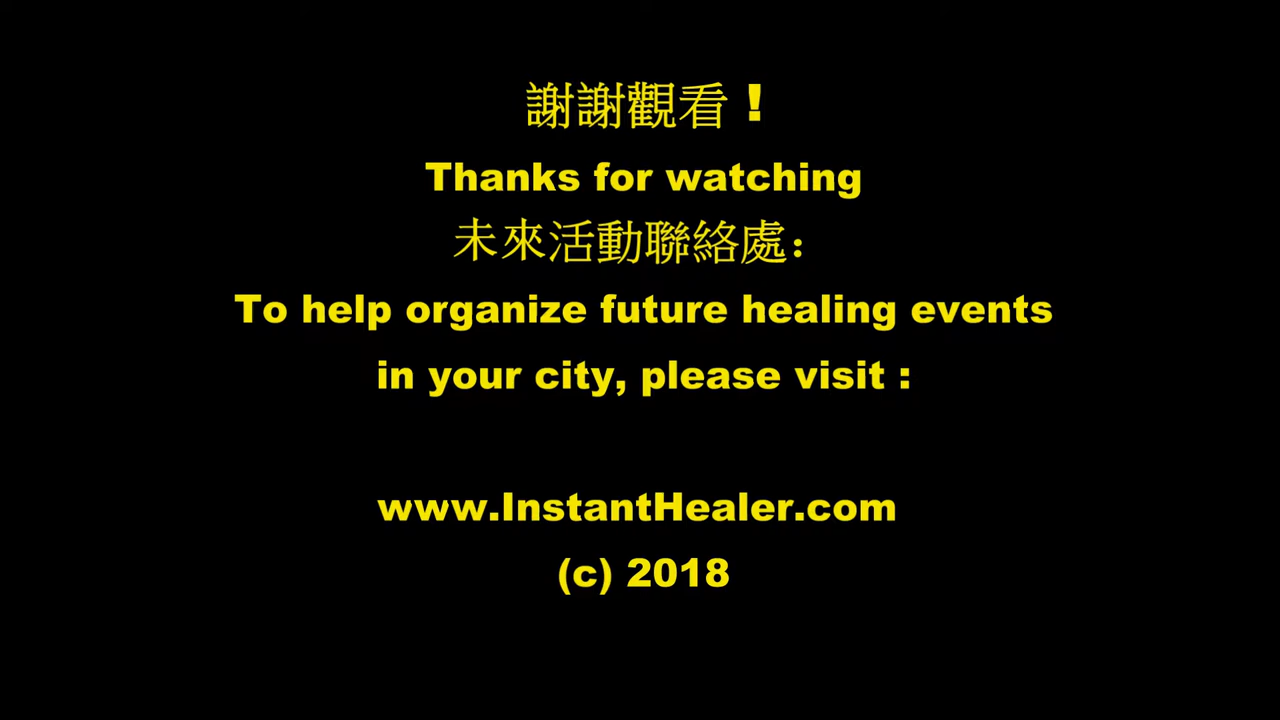 謝謝觀看 !
Thanks for watching
未來活動聯絡處:
To help organize future healing events
in your city, please visit :
www.InstantHealer.com
(c) 2018